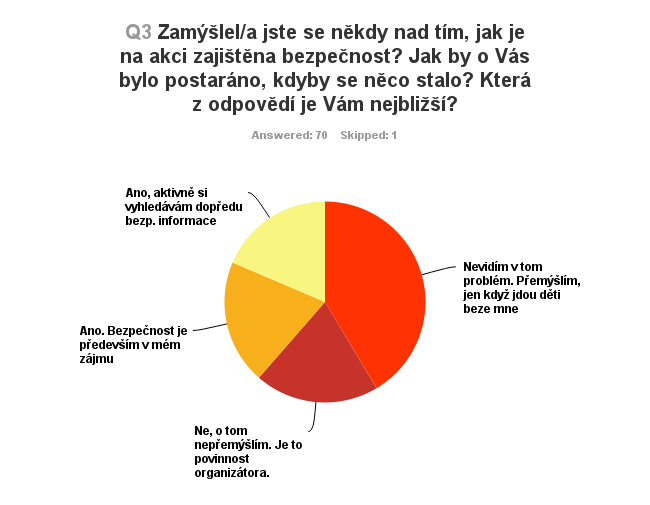 Q3 Zamýšlel/a jste se někdy nad tím, jak je
na akci zajištěna bezpečnost? Jak by o Vás
bylo postaráno, kdyby se něco stalo? Která
z odpovědí je Vám nejbližší?
Answered: 70 Skipped: 1
Ano, aktivně si
vyhledávám dopředu
bezp. informace
Nevidím v tom
problém. Přemýšlím,
jen když jdou děti
beze mne
Ano. Bezpečnost je
především v mém
zájmu
Ne, o tom
nepřemýšlím. Je to
povinnost
organizátora.